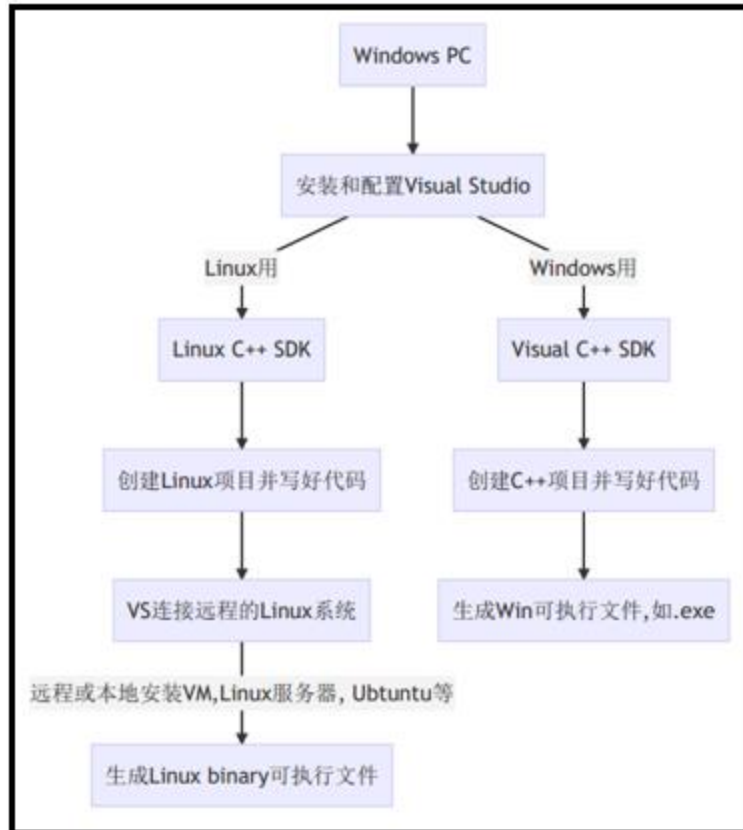 Windows PC
安装和配置Visual Studio
Linux用
Windows用
Linux C++ SDK
Visual C++ SDK
创建Linux项目并写好代码
创建C++项目并写好代码
VS连接远程的Linux系统
生成Win可执行文件,如.exe
远程或本地安装VM,Linux服务器, Ubtuntu等
生成Linux binary可执行文件